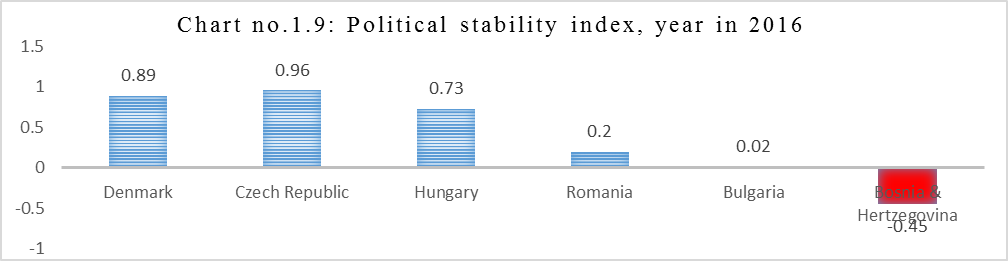 Chart no.1.9: Political stability index, year in 2016
1.5
1
0.5
0
-0.5
-1
0.89
0.96
0.73
0.2
0.02
-0.45
Denmark
Czech Republic
Hungary
Romania
Bulgaria
Bosnia &
Hertzegovina